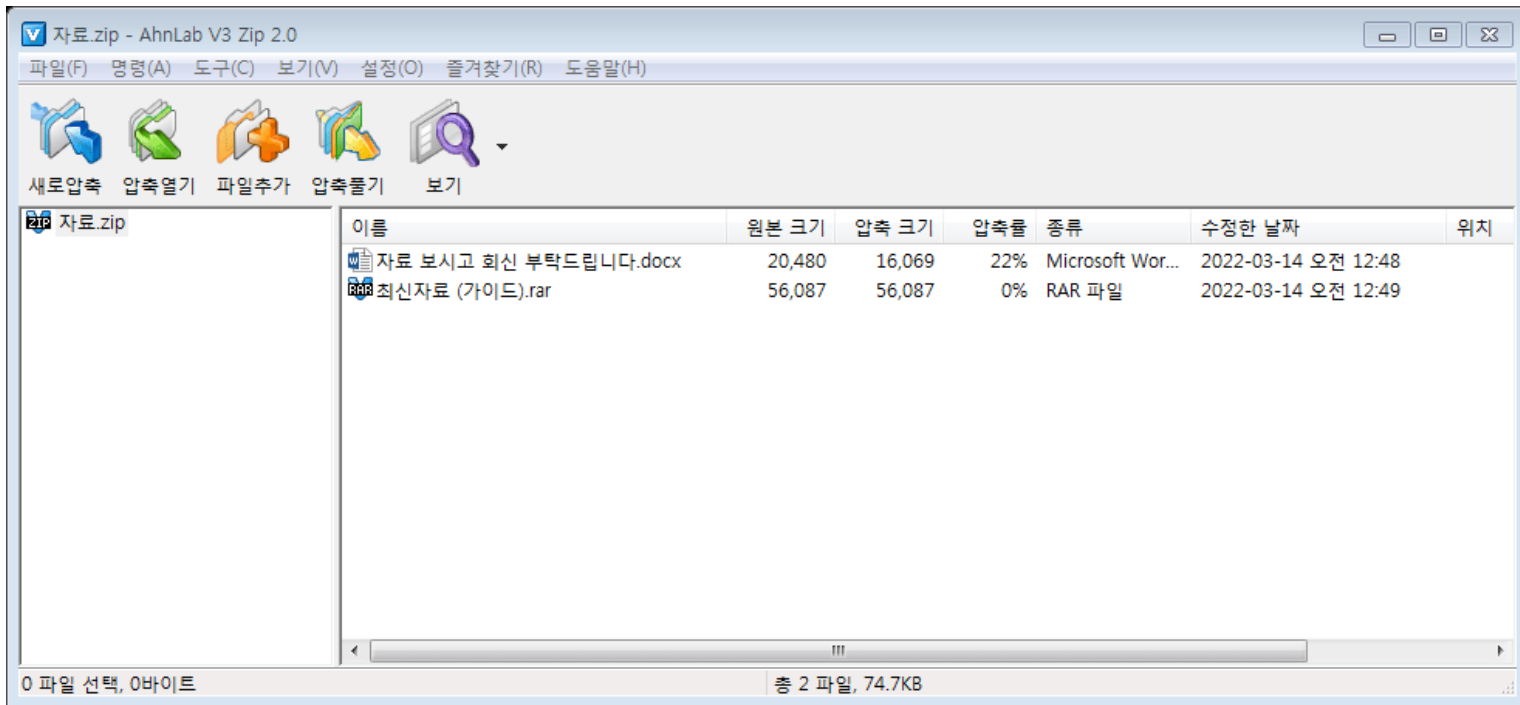 자료.zip - AhnLab V3 Zip 2.0
파일(F) 명령(A) 도구(C) 보기(V) 설정(O) 즐겨찾기(R) 도움말(H)
새로압축 압축열기 파일추가 압축풀기 보기
ZIP 자료.zip
이름 원본 크기 압축 크기 압축률 종류 수정한 날짜 위치
자료 보시고 회신 부탁드립니다.docx 20,480 16,069 22% Microsoft Wor... 2022-03-14 오전 12:48
RAR 최신자료 (가이드).rar 56,087 56,087 0% RAR 파일 2022-03-14 오전 12:49
0 파일 선택, 0바이트 총 2 파일, 74.7KB